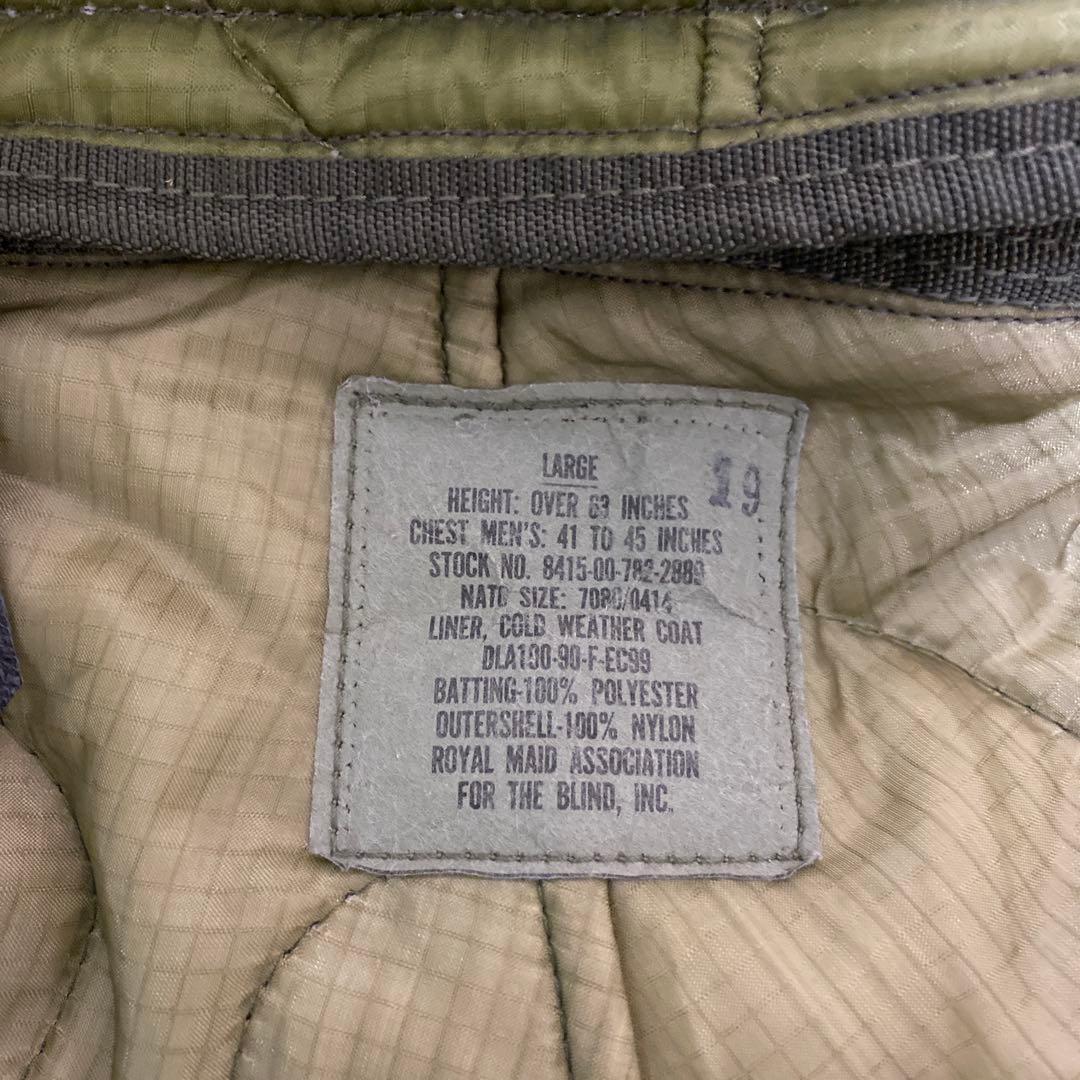 LARGE
19
HEIGHT: OVER 69 INCHES
CHEST MEN'S: 41 TO 45 INCHES
STOCK NO. 8415-00-782-2889
NATO SIZE: 7080/0414
LINER, COLD WEATHER COAT
DLA100-90-F-EC99
BATTING-100% POLYESTER
OUTERSHELL-100% NYLON
ROYAL MAID ASSOCIATION
FOR THE BLIND, INC.